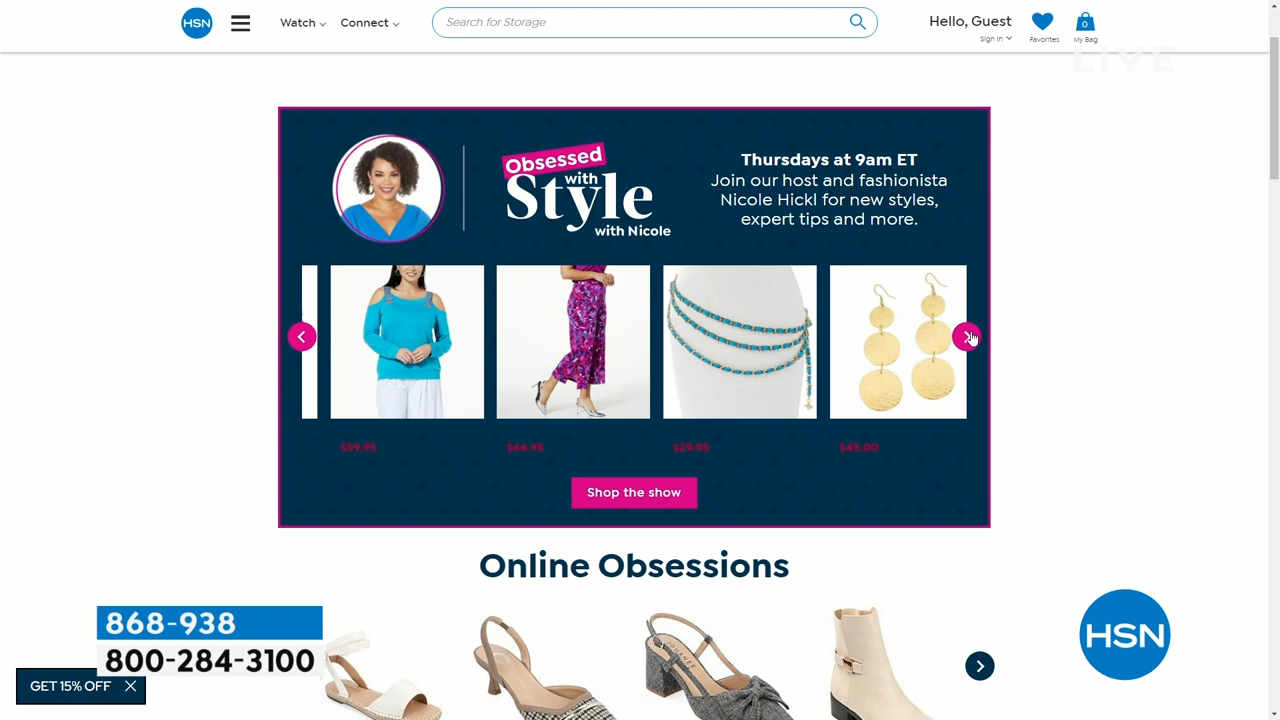 HSN
Watch
Connect
Search for Storage
Hello, Guest
Sign In
Favorites
0
My Bag
LIVE
Obsessed
with
Style
with Nicole
Thursdays at 9am ET
Join our host and fashionista
Nicole Hickl for new styles,
expert tips and more.
$59.95
$44.95
$29.95
$45.00
Shop the show
Online Obsessions
868-938
800-284-3100
GET 15% OFF
HSN